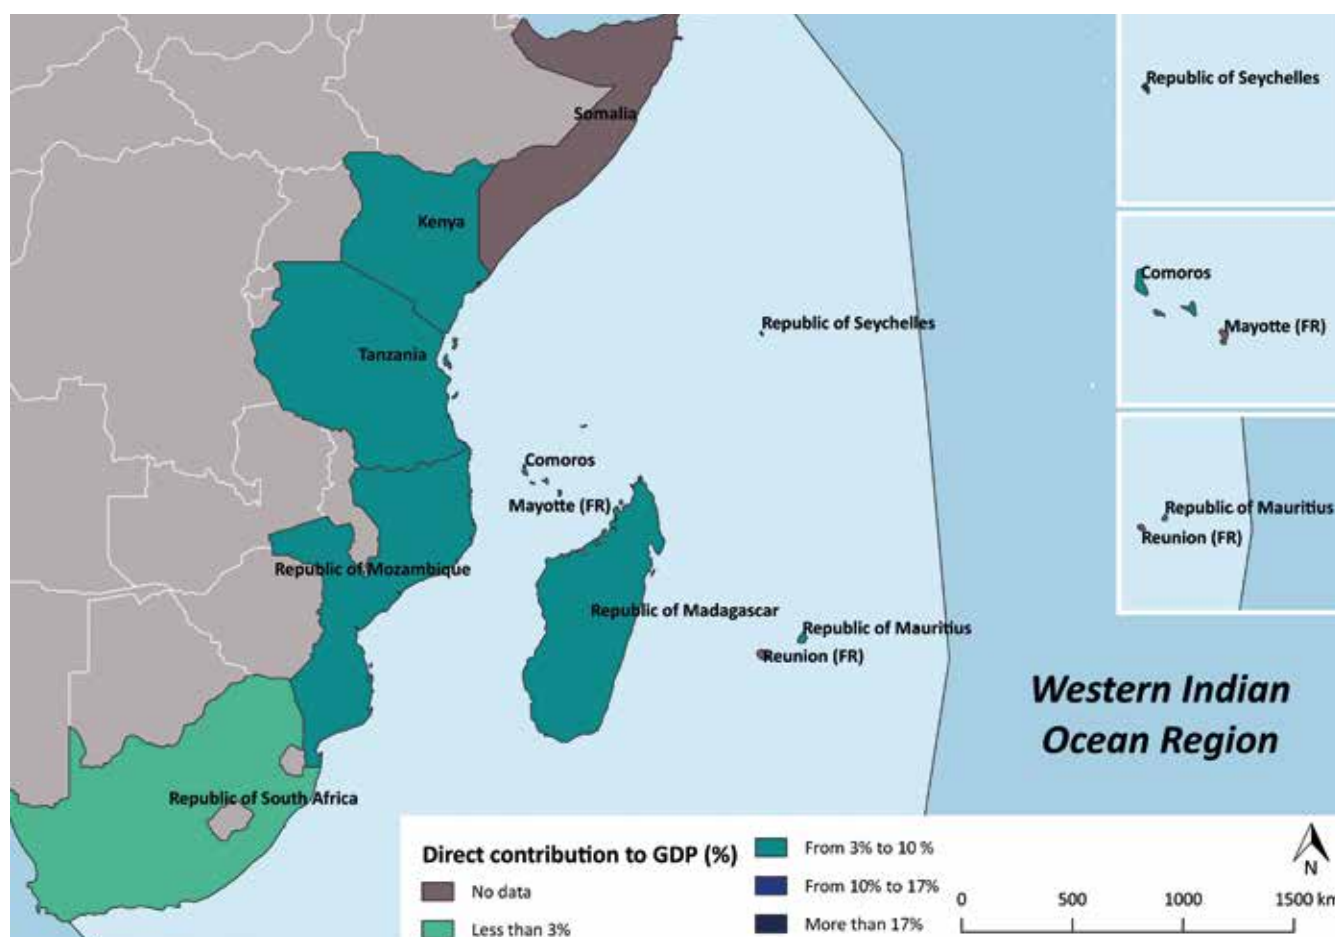 Somalia
Kenya
Tanzania
Republic of Seychelles
Comoros
Mayotte (FR)
Republic of Mozambique
Republic of Madagascar
Republic of Mauritius
Reunion (FR)
Republic of South Africa
Republic of Seychelles
Comoros
Mayotte (FR)
Republic of Mauritius
Reunion (FR)
Western Indian
Ocean Region
Direct contribution to GDP (%)
No data
Less than 3%
From 3% to 10 %
From 10% to 17%
More than 17%
N
0 500 1000 1500 km